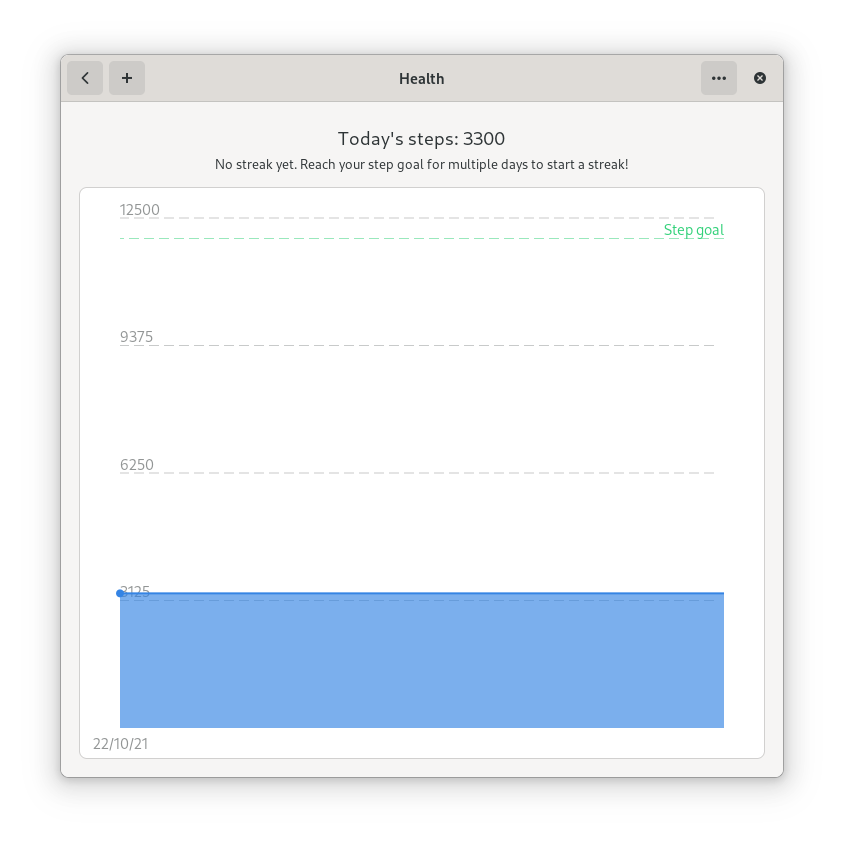 Health
Today's steps: 3300
No streak yet. Reach your step goal for multiple days to start a streak!
12500
Step goal
9375
6250
3125
22/10/21